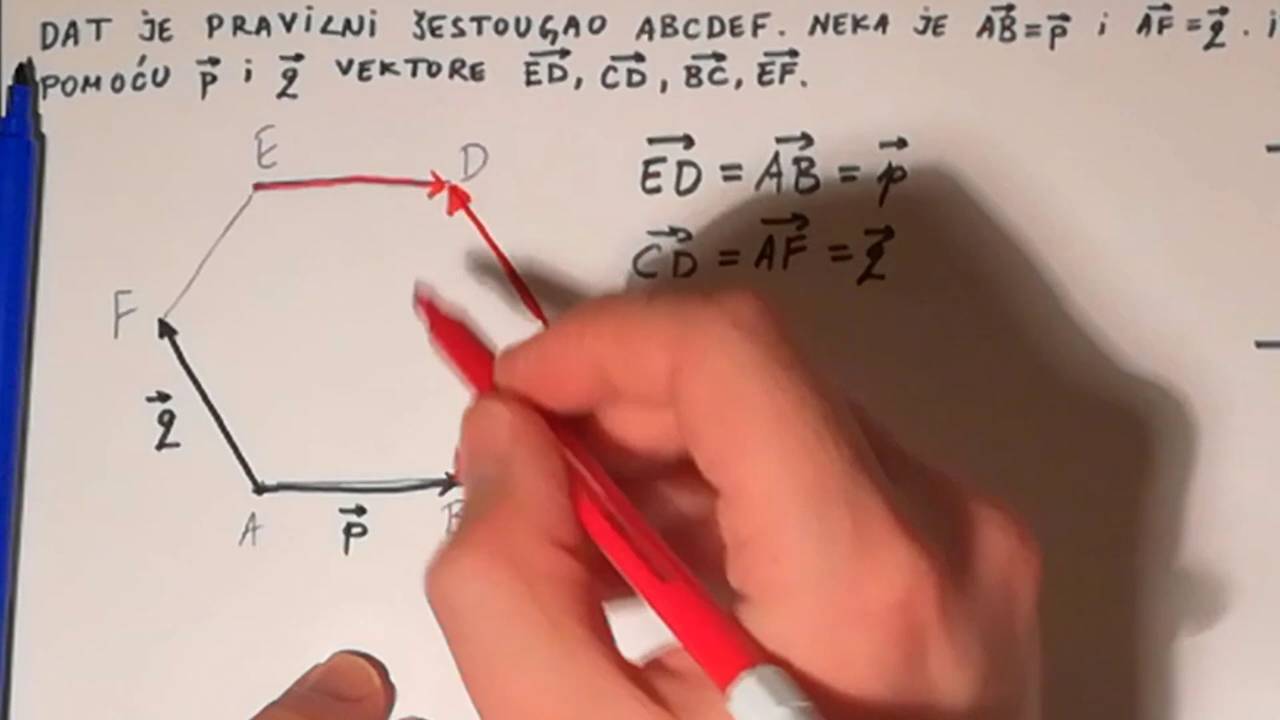 DAT JE PRAVILNI ŠESTOUGAO ABCDEF. NEKA JE AB=p i AF=q. i
POMOĆU p i q VEKTORE ED, CD, BC, EF.
E
D
ED = AB = p
CD = AF = q
F
q
A
p
B